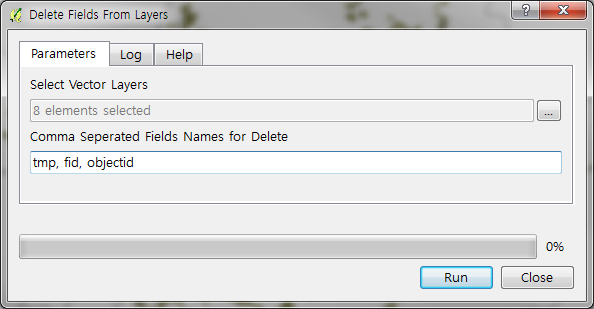 Delete Fields From Layers
?
Parameters Log Help
Select Vector Layers
8 elements selected
...
Comma Seperated Fields Names for Delete
tmp, fid, objectid
0%
Run Close